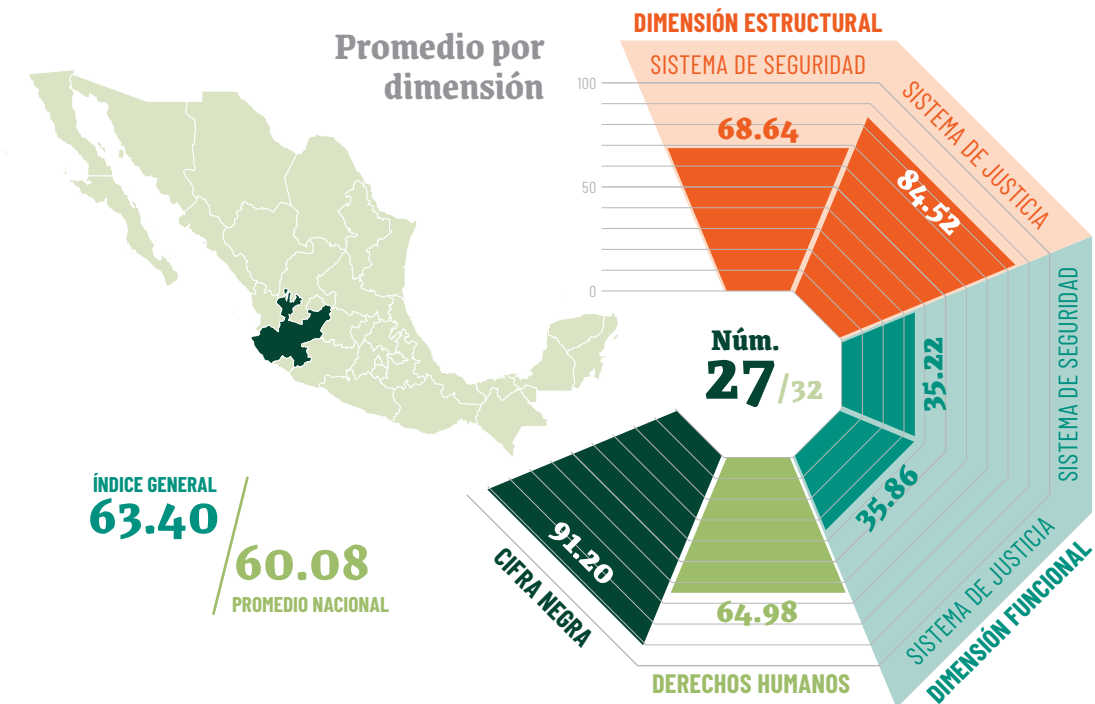 Promedio por
dimensión
DIMENSIÓN ESTRUCTURAL
SISTEMA DE SEGURIDAD
SISTEMA DE JUSTICIA
100
50
0
68.64
84.52
SISTEMA DE SEGURIDAD
35.22
35.86
SISTEMA DE JUSTICIA
DIMENSIÓN FUNCIONAL
Núm.
27/32
64.98
DERECHOS HUMANOS
91.20
CIFRA NEGRA
ÍNDICE GENERAL
63.40
60.08
PROMEDIO NACIONAL